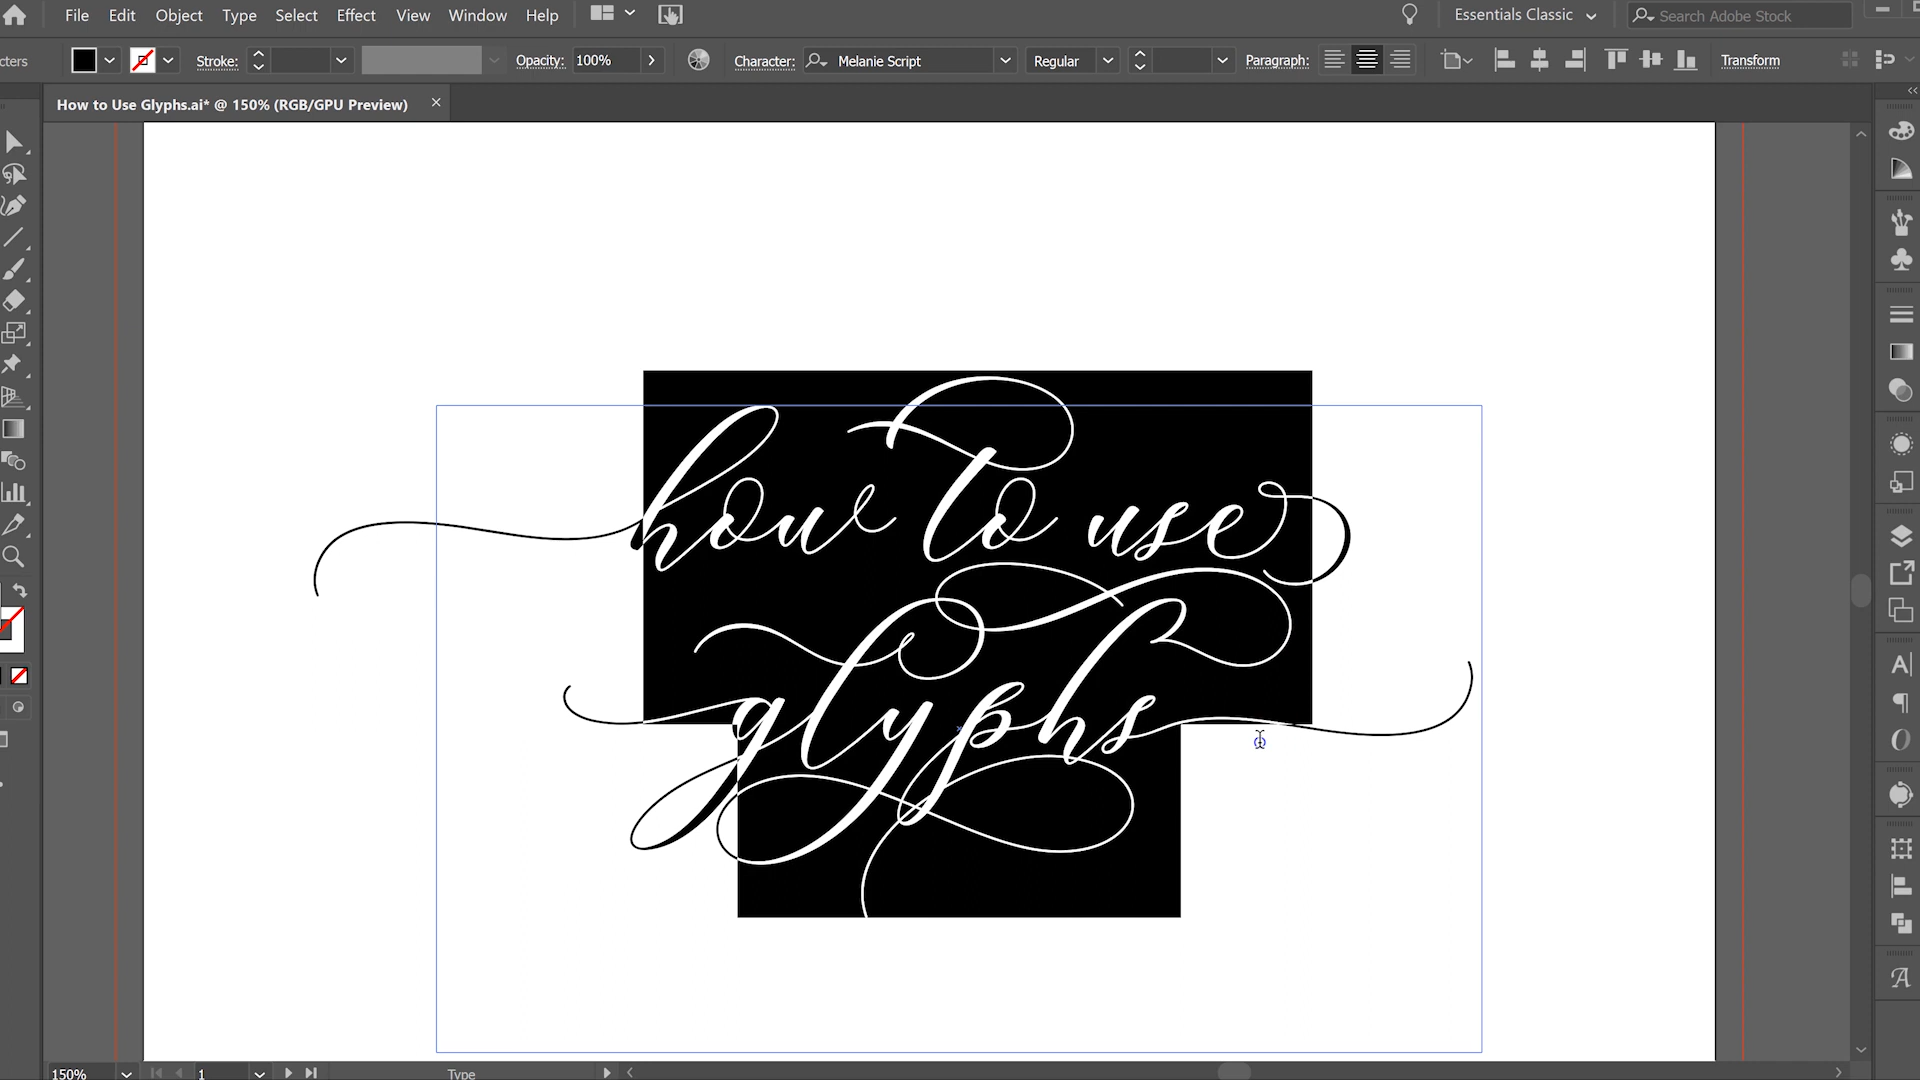 File Edit Object Type Select Effect View Window Help Essentials Classic Search Adobe Stock
cters Stroke: Opacity: 100% Character: Melanie Script Regular Paragraph: Transform
How to Use Glyphs.ai* @ 150% (RGB/GPU Preview)
how to use
glyphs
150% 1 Type